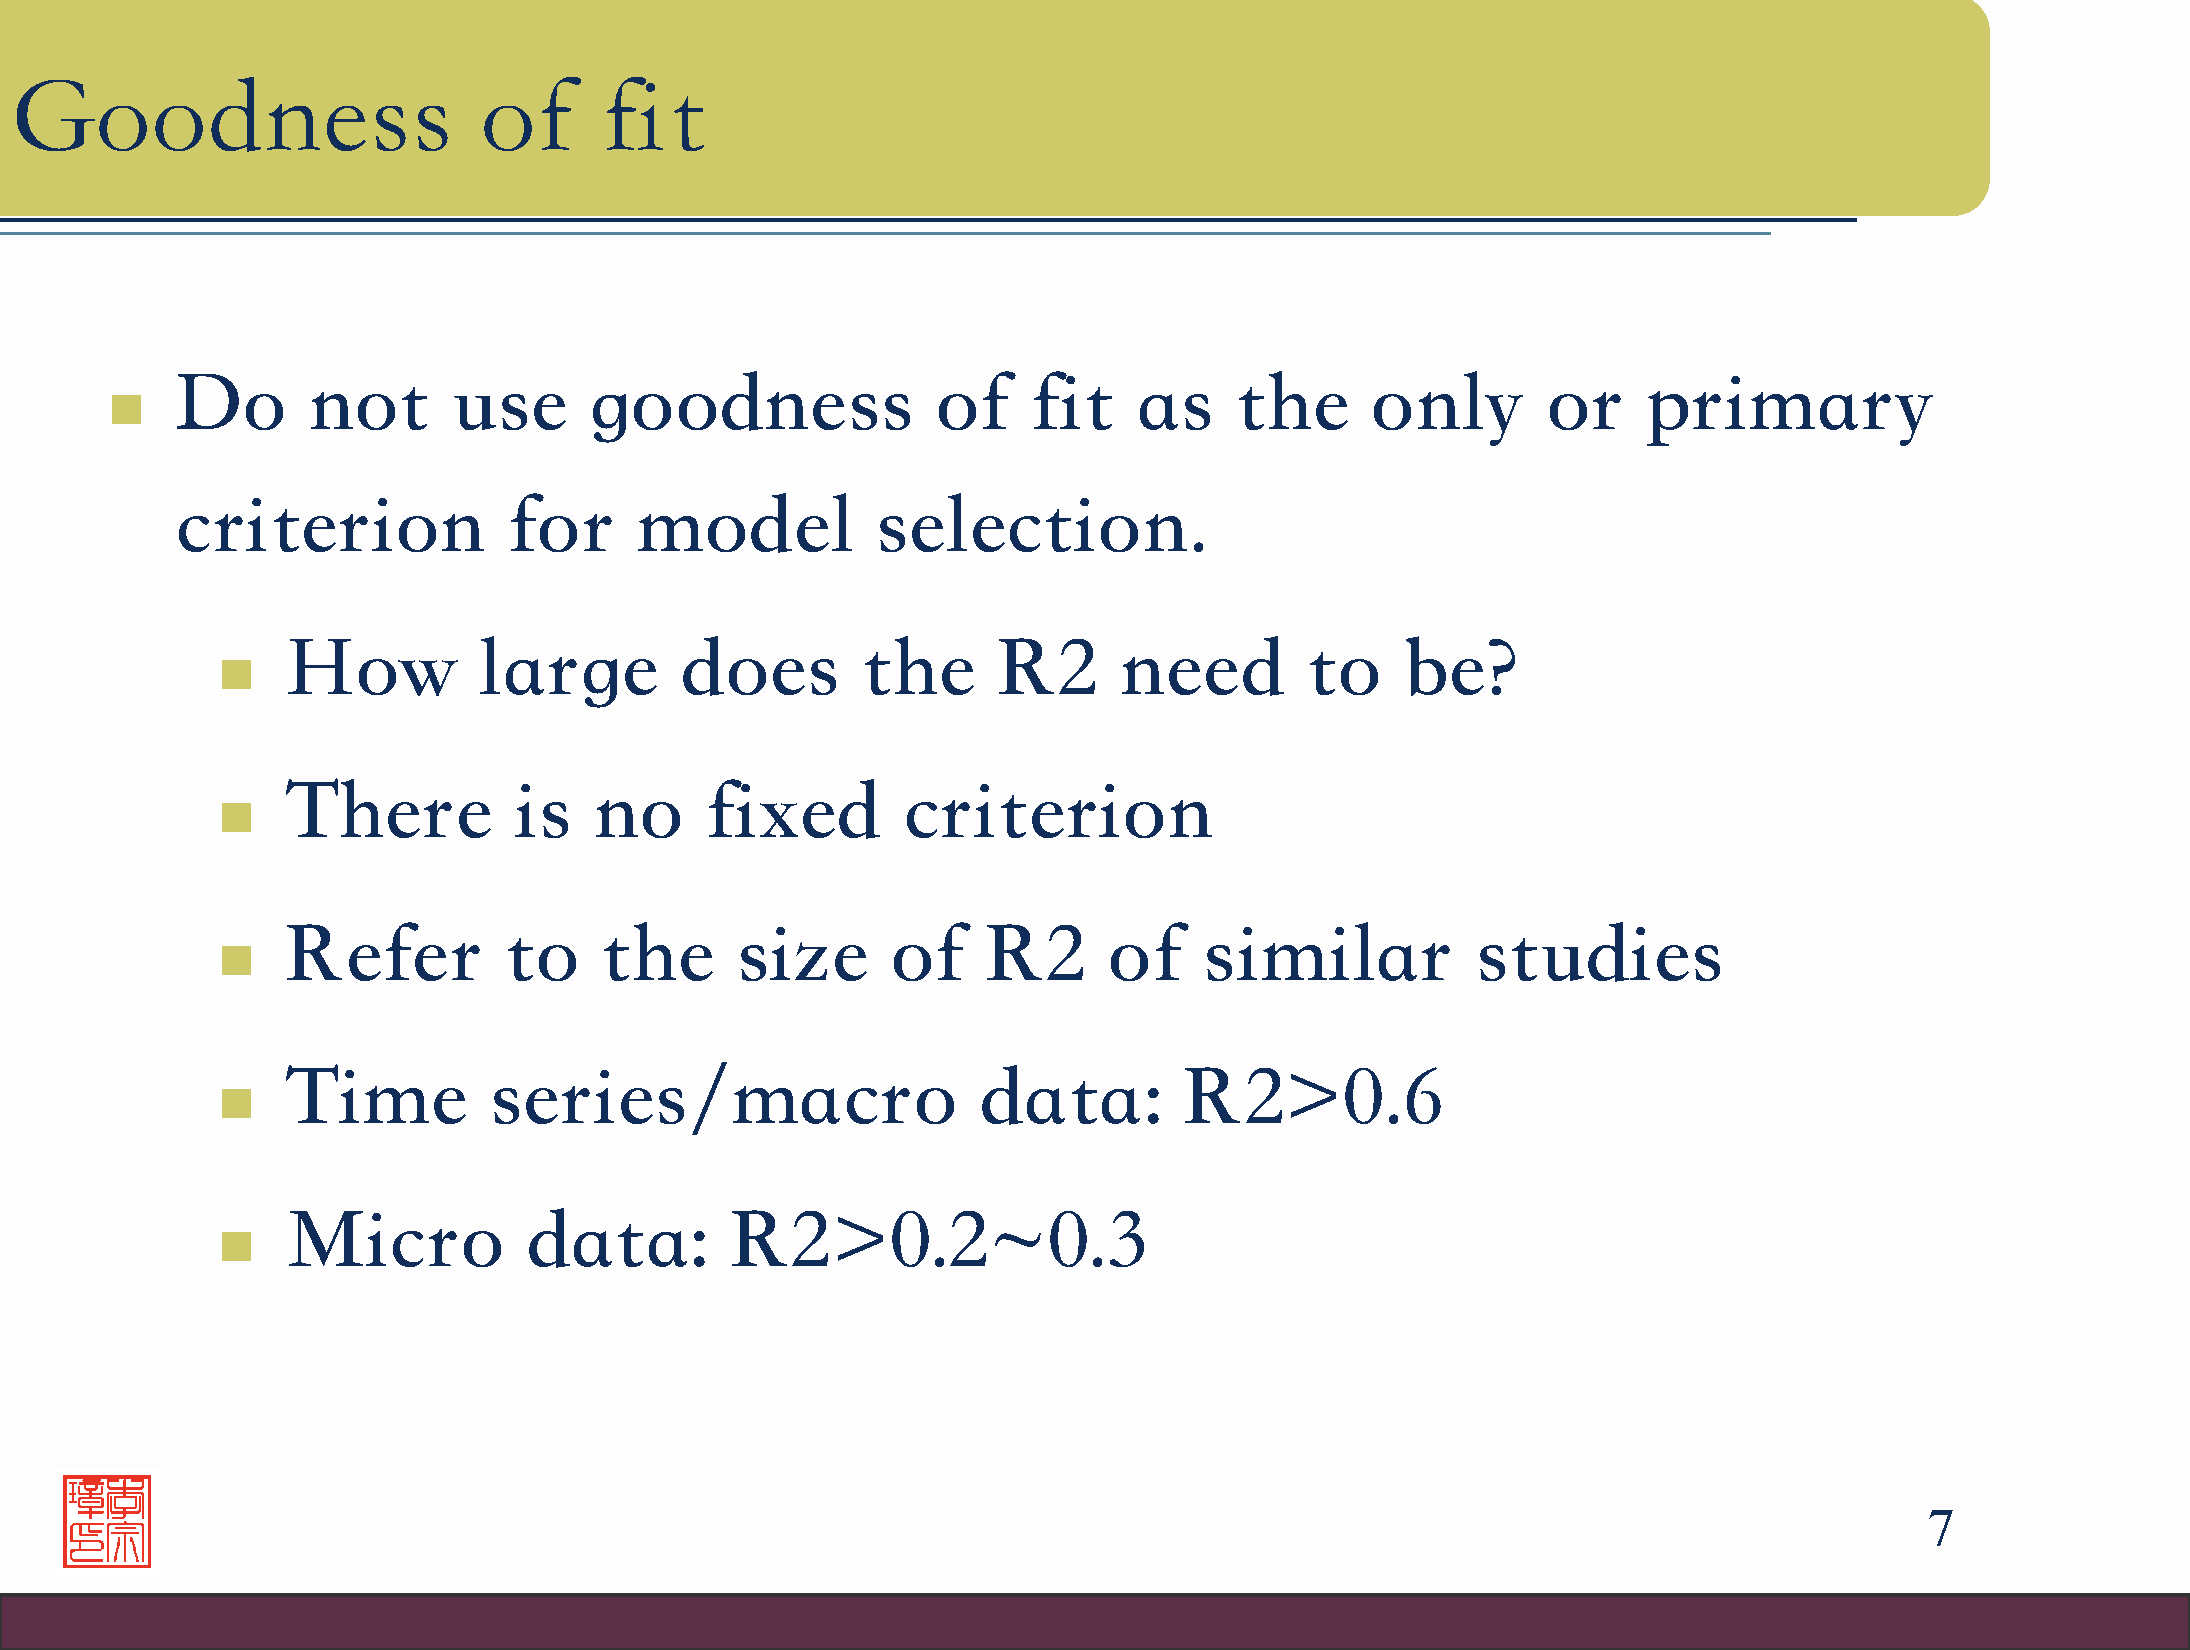 Goodness of fit
Do not use goodness of fit as the only or primary
criterion for model selection.
How large does the R2 need to be?
There is no fixed criterion
Refer to the size of R2 of similar studies
Time series/macro data: R2>0.6
Micro data: R2>0.2~0.3
7